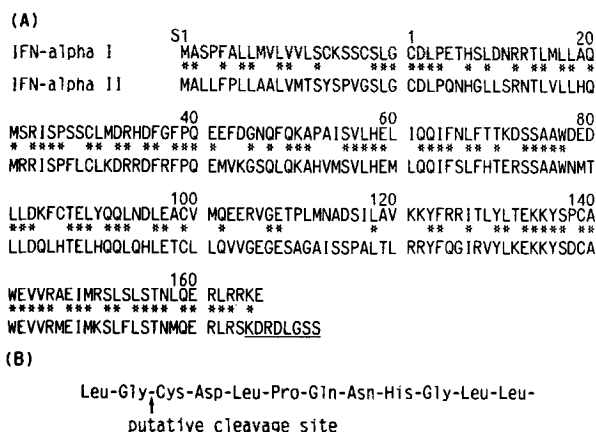 (A)
S1 1 20
IFN-alpha I MASPFALLMVLVVLSCKSSCSLG CDLPETHSLDNRRTLMLLAQ
** * ** ** * *** **** * * ** * ** *
IFN-alpha II MALLFPLLAALVMTSYSPVGSLG CDLPQNHGLLSRNTLVLLHQ
40 60 80
MSRISPSSCLMDRHDFGFPQ EEFDGNQFQKAPAISVLHEL IQQIFNLFTTKDSSAAWDED
* **** ** ** ** *** * * *** ***** **** ** * *****
MRRISPFLCLKDRRDFRFPQ EMVKGSQLQKAHVMSVLHEM LQQIFSLFHTERSSAAWNMT
100 120 140
LLDKFCTELYQQLNDLEACV MQEERVGETPLMNADSILAV KKYFRRITLYLTEKKYSPCA
*** *** *** ** * * * * ** * ** ***** **
LLDQLHTELHQQLQHLETCL LQVVGEGESAGAISSPALTL RRYFQGIRVYLKEKKYSDCA
160
WEVVRAEIMRSLSLSTNLQE RLRRKE
***** *** ** **** ** *** *
WEVVRMEIMKSLFLSTNMQE RLRSKDRDLGSS
(B)
Leu-Gly-Cys-Asp-Leu-Pro-Gln-Asn-His-Gly-Leu-Leu-
putative cleavage site